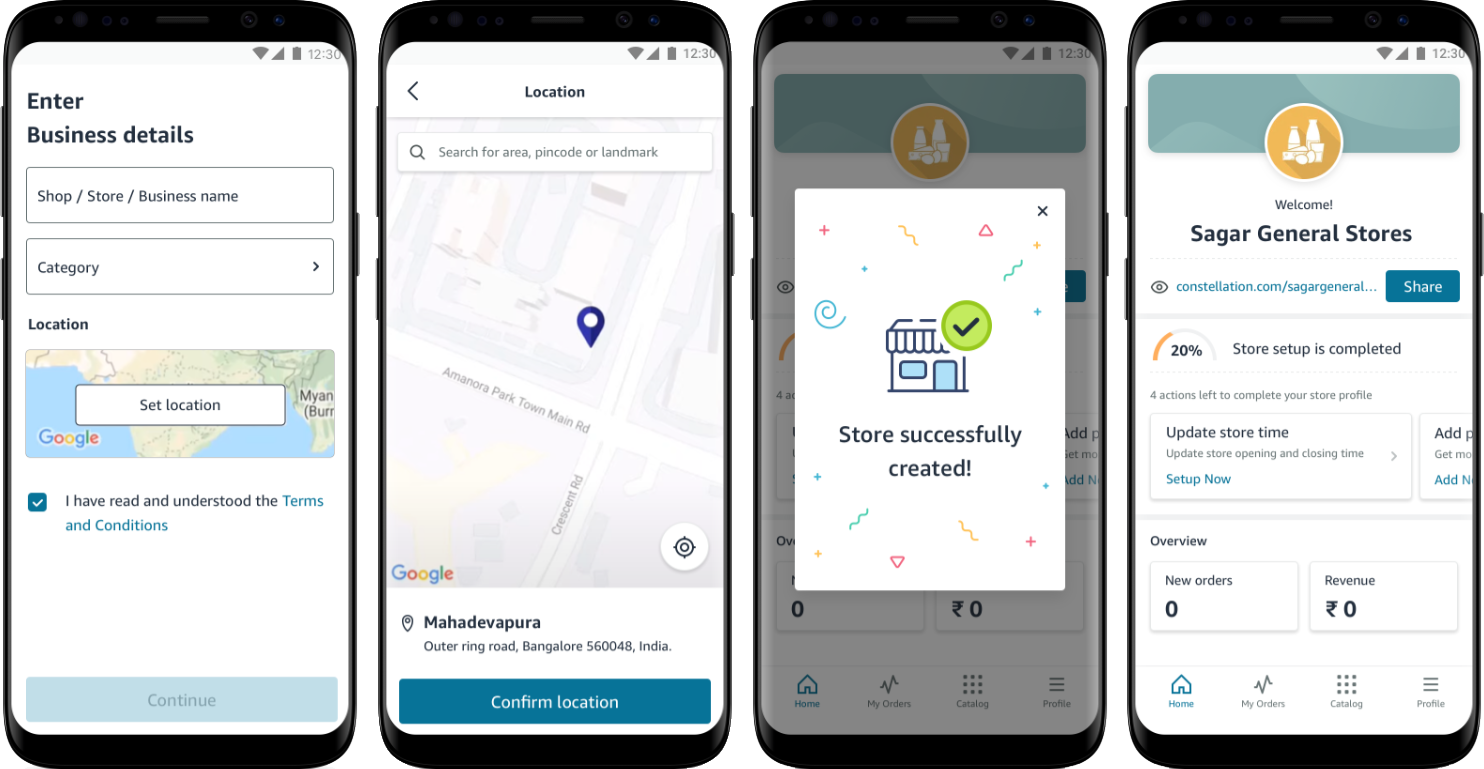 12:30
Enter
Business details
Shop / Store / Business name
Category
Location
Set location
Myan
(Burr
Google
I have read and understood the Terms
and Conditions
Continue
12:30
Location
Search for area, pincode or landmark
Amanora Park Town Main Rd
Crescent Rd
Google
Mahadevapura
Outer ring road, Bangalore 560048, India.
Confirm location
12:30
Store successfully
created!
4 ac
Add p
Get mo
Add N
Ov
0
₹ 0
Home
My Orders
Catalog
Profile
12:30
Welcome!
Sagar General Stores
constellation.com/sagargeneral...
Share
20%
Store setup is completed
4 actions left to complete your store profile
Update store time
Update store opening and closing time
Setup Now
Add p
Get mo
Add N
Overview
New orders
0
Revenue
₹ 0
Home
My Orders
Catalog
Profile